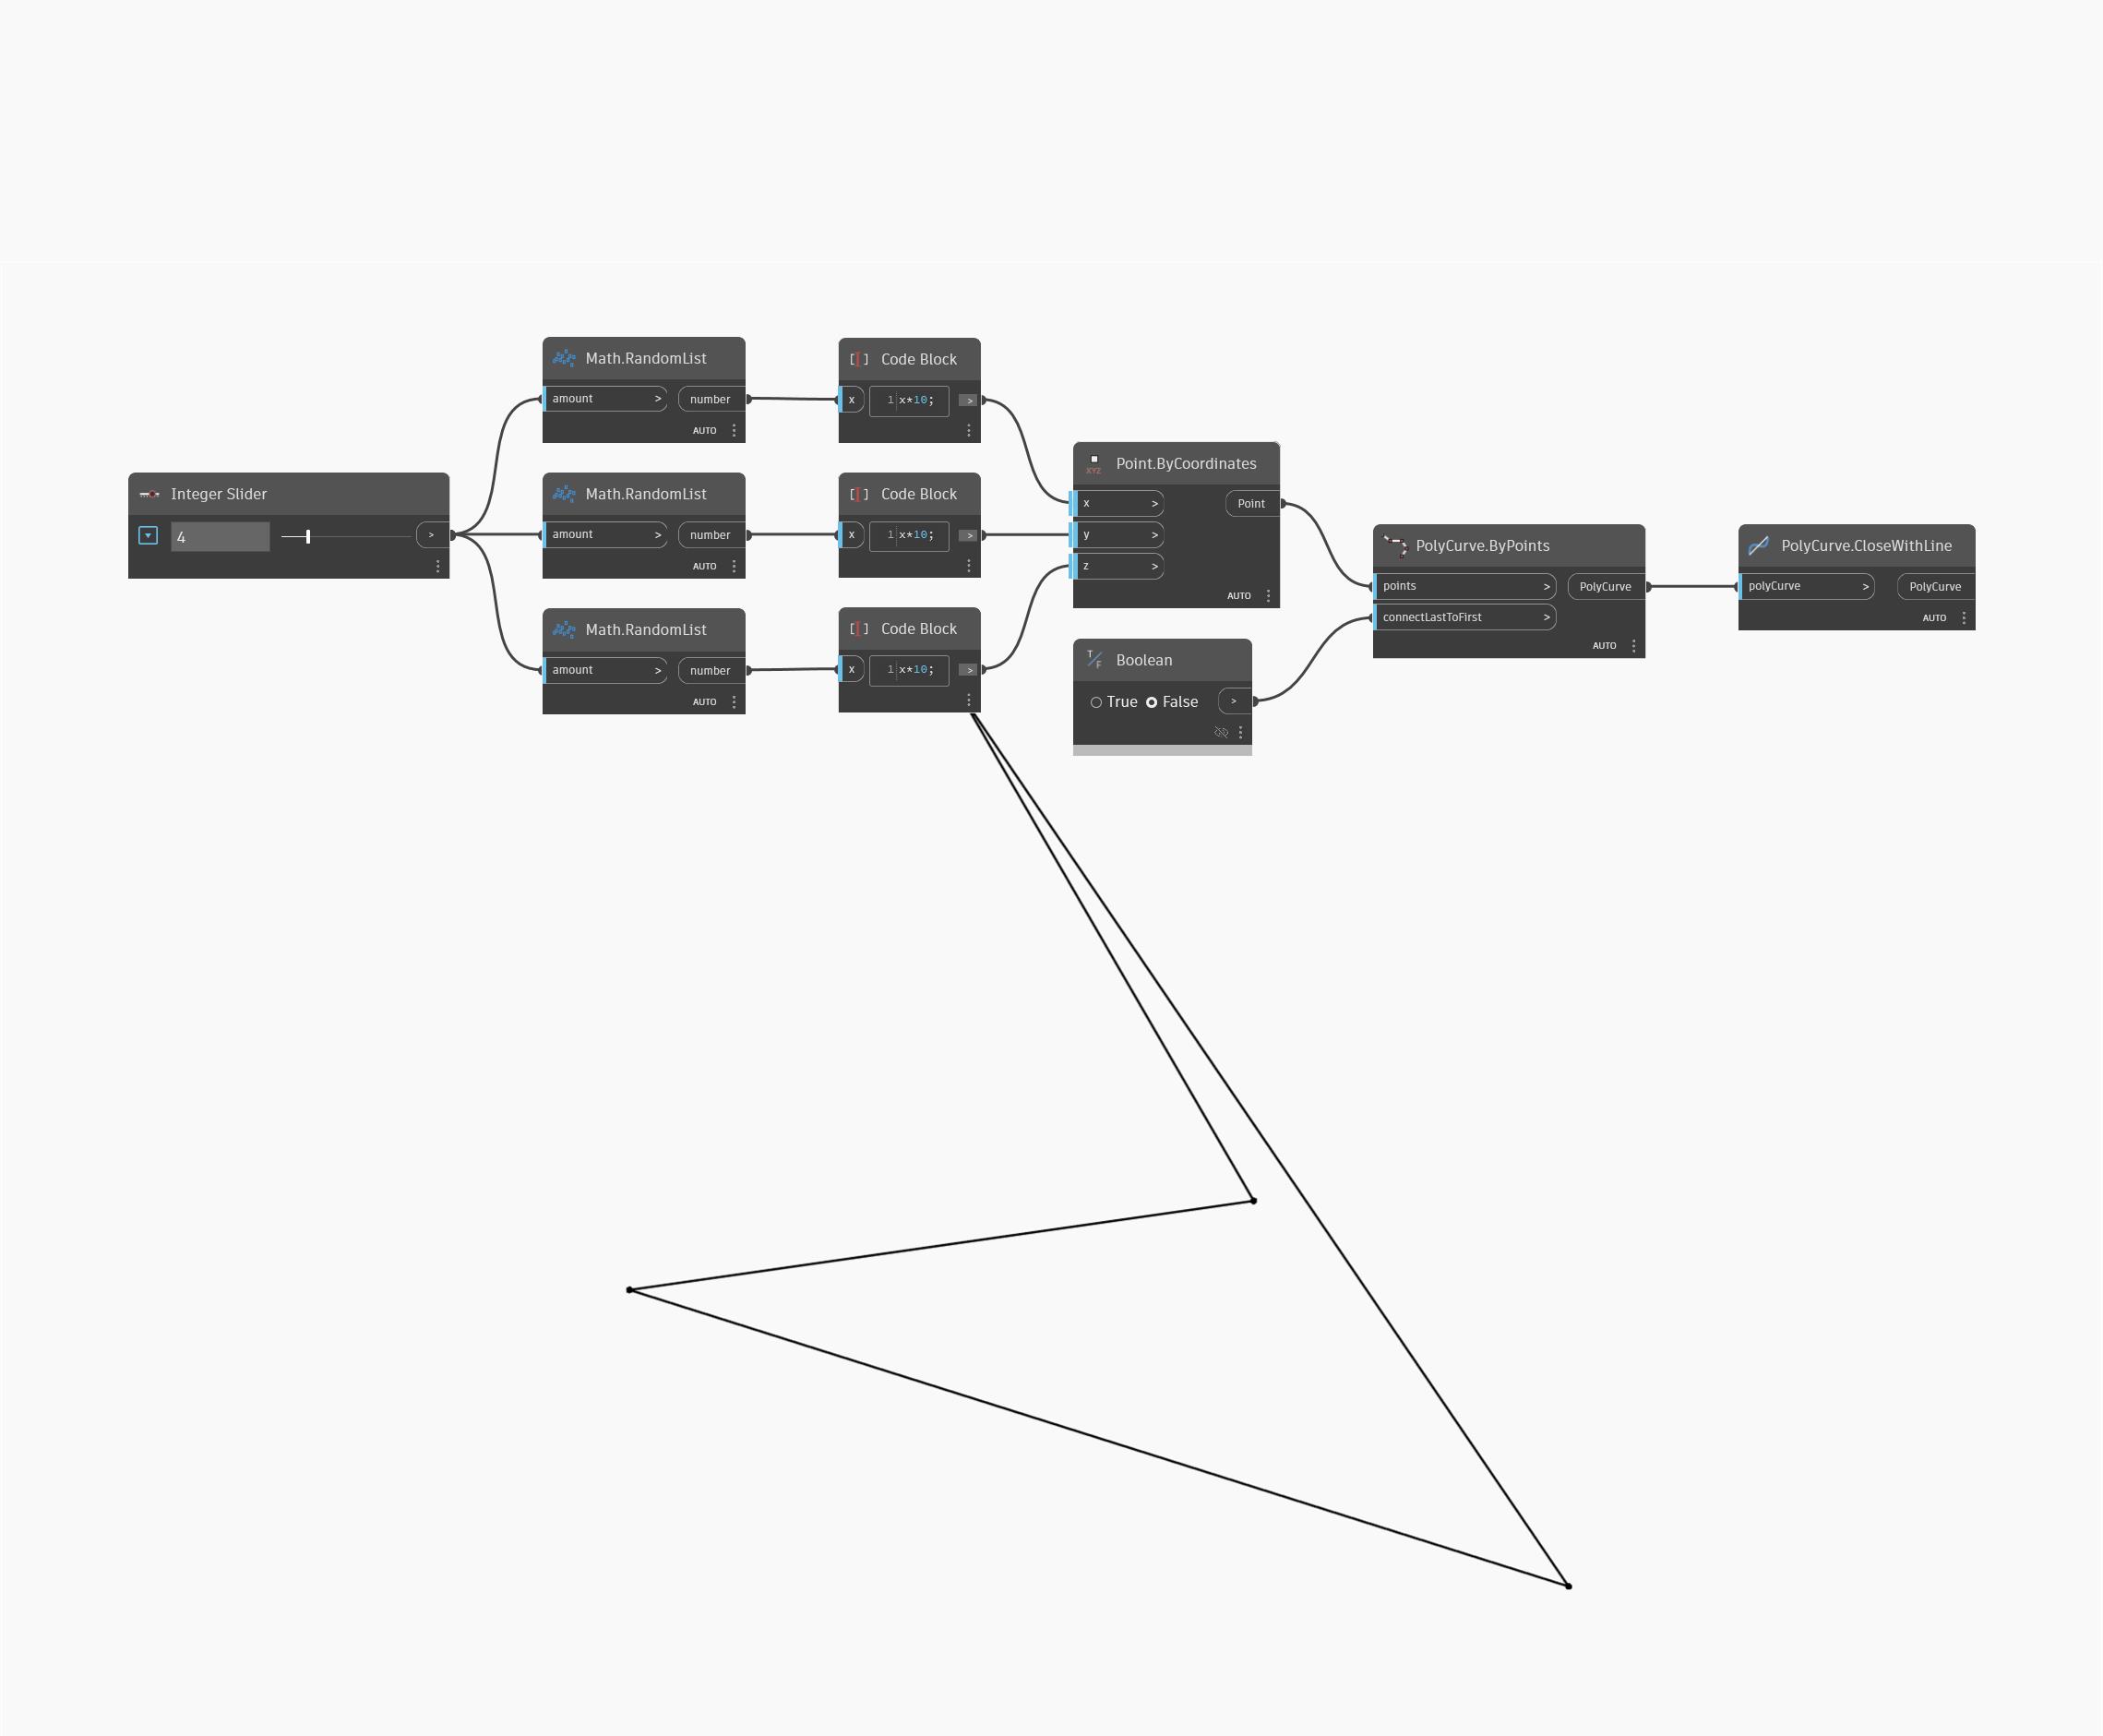 Integer Slider
4
>
Math.RandomList
amount > number
AUTO
Math.RandomList
amount > number
AUTO
Math.RandomList
amount > number
AUTO
Code Block
x 1 x*10; >
Code Block
x 1 x*10; >
Code Block
x 1 x*10; >
XYZ Point.ByCoordinates
x > Point
y >
z >
AUTO
T/F Boolean
True False >
PolyCurve.ByPoints
points > PolyCurve
connectLastToFirst >
AUTO
PolyCurve.CloseWithLine
polyCurve > PolyCurve
AUTO